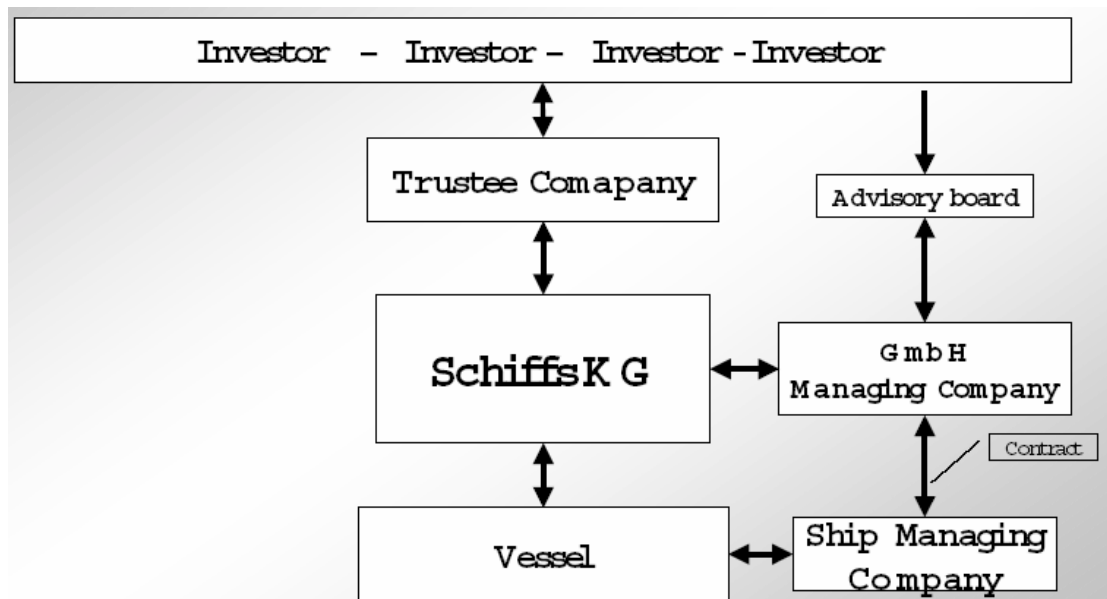 Investor – Investor – Investor - Investor
Trustee Comapany
Advisory board
SchiffsKG
GmbH
Managing Company
Contract
Vessel
Ship Managing
Company